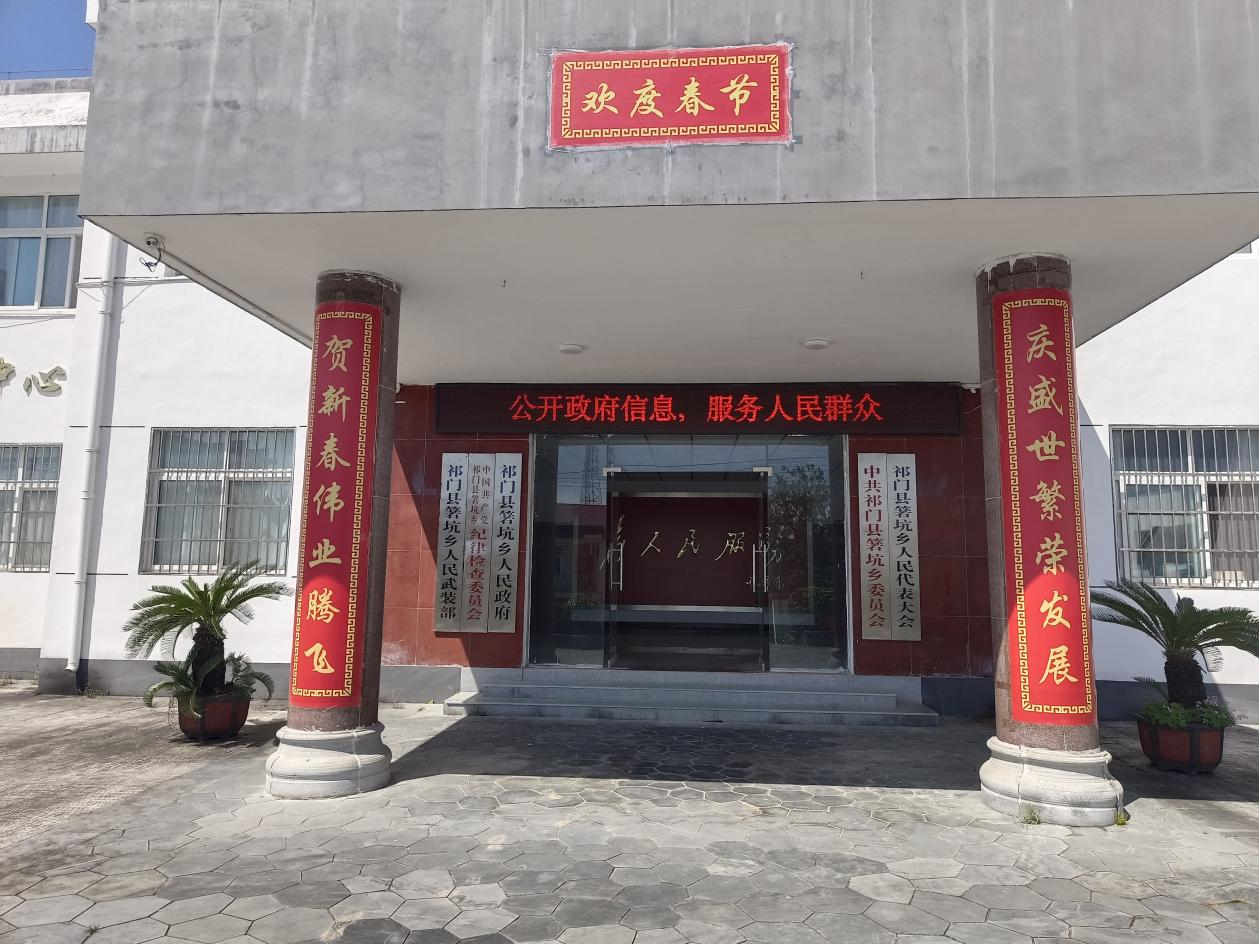 欢度春节
贺新春伟业腾飞
庆盛世繁荣发展
公开政府信息，服务人民群众
祁门县箬坑乡人民武装部
中国共产党
祁门县箬坑乡
纪律检查委员会
祁门县箬坑乡人民政府
中共祁门县箬坑乡委员会
祁门县箬坑乡人民代表大会
为人民服务
中心